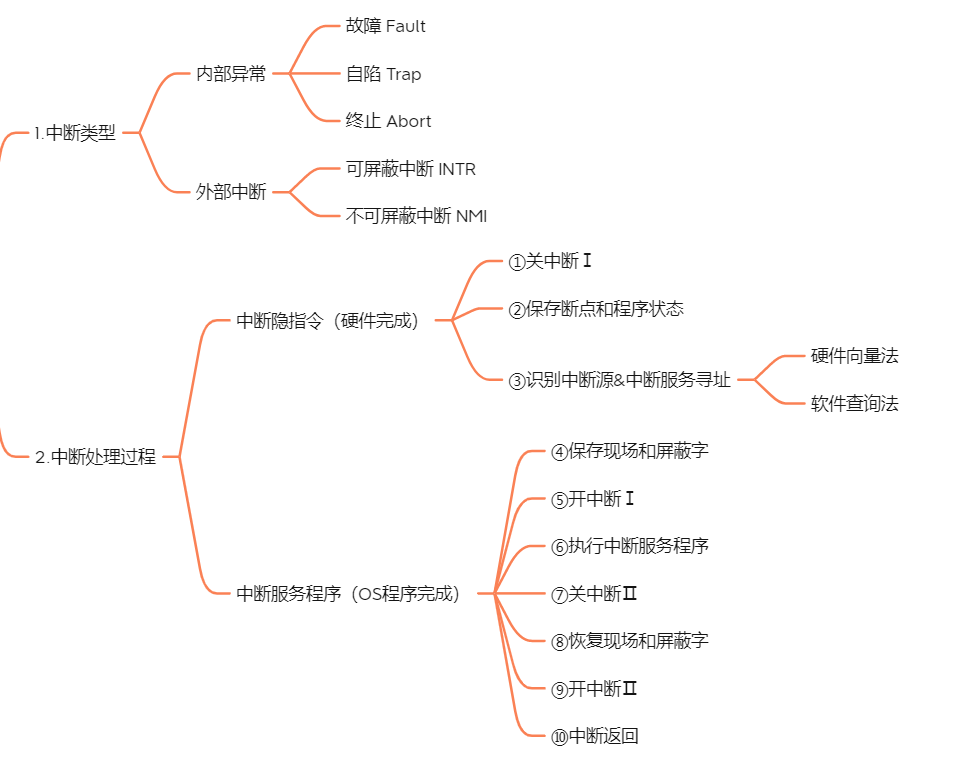 1.中断类型
内部异常
故障 Fault
自陷 Trap
终止 Abort
外部中断
可屏蔽中断 INTR
不可屏蔽中断 NMI
2.中断处理过程
中断隐指令（硬件完成）
①关中断Ⅰ
②保存断点和程序状态
③识别中断源&中断服务寻址
硬件向量法
软件查询法
中断服务程序（OS程序完成）
④保存现场和屏蔽字
⑤开中断Ⅰ
⑥执行中断服务程序
⑦关中断Ⅱ
⑧恢复现场和屏蔽字
⑨开中断Ⅱ
⑩中断返回